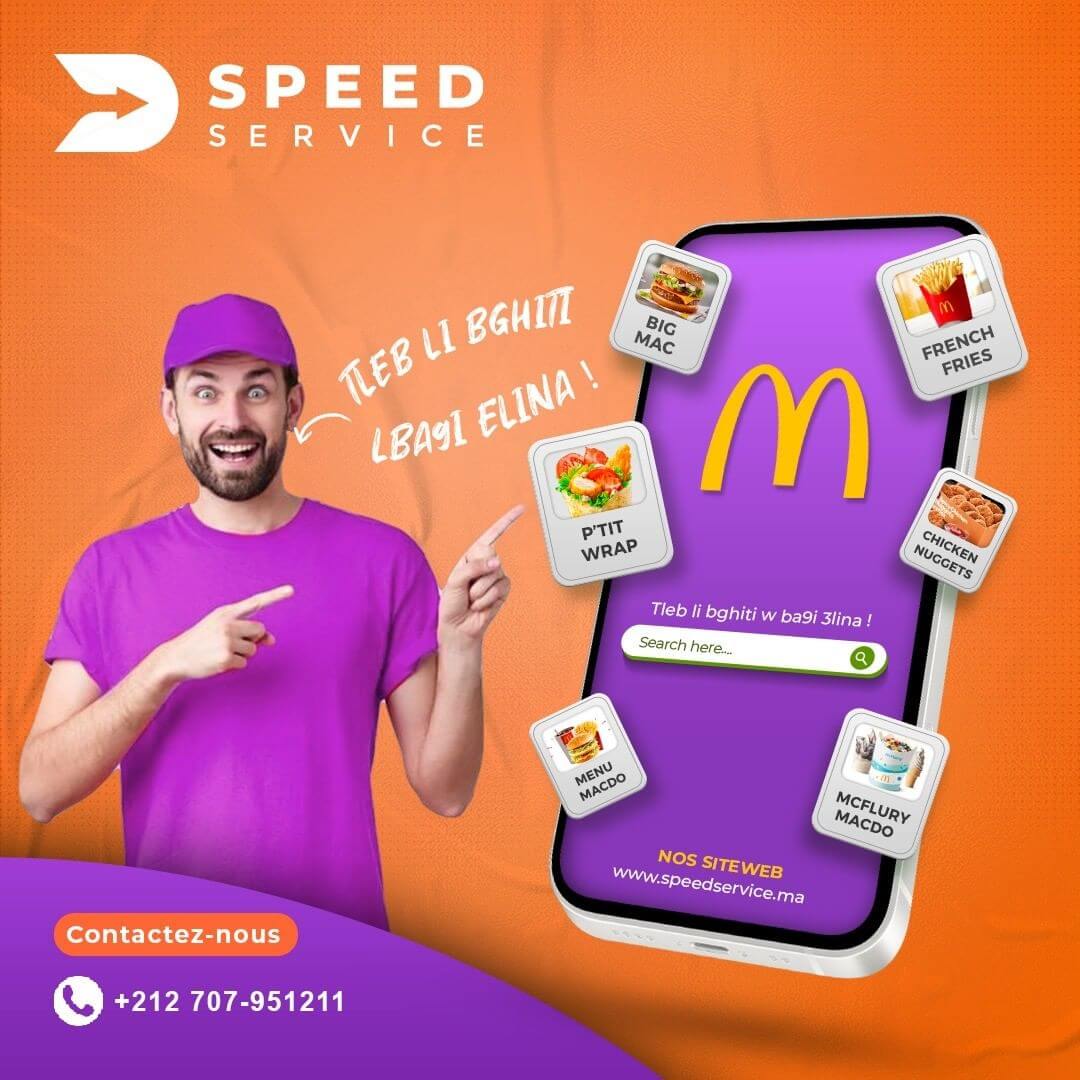 SPEED
SERVICE
TLEB LI BGHITI
LBA9I ELINA !
BIG
MAC
FRENCH
FRIES
P'TIT
WRAP
CHICKEN
NUGGETS
Tleb li bghiti w ba9i 3lina !
Search here....
MENU
MACDO
MCFLURY
MACDO
NOS SITEWEB
www.speedservice.ma
Contactez-nous
+212 707-951211